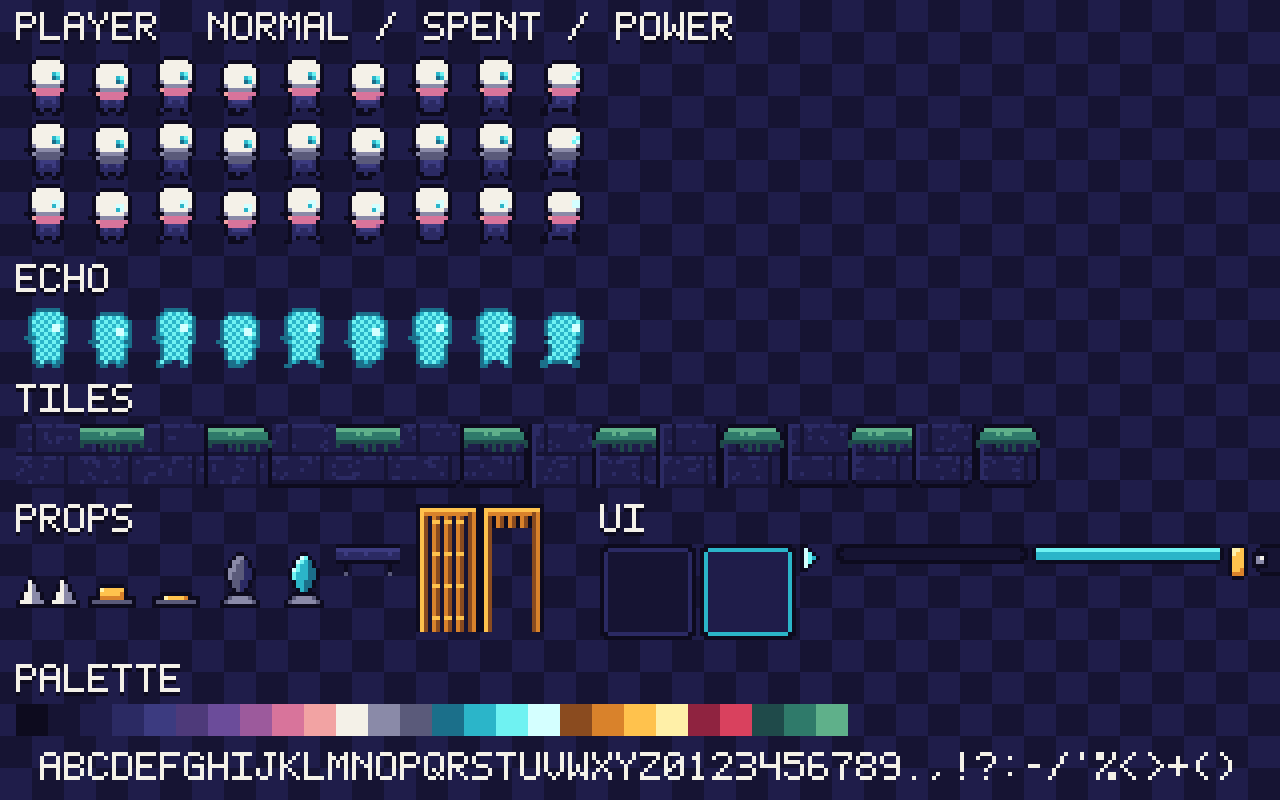 PLAYER NORMAL / SPENT / POWER
ECHO
TILES
PROPS
UI
PALETTE
ABCDEFGHIJKLMNOPQRSTUVWXYZ0123456789.,!?:-/'%<>+()